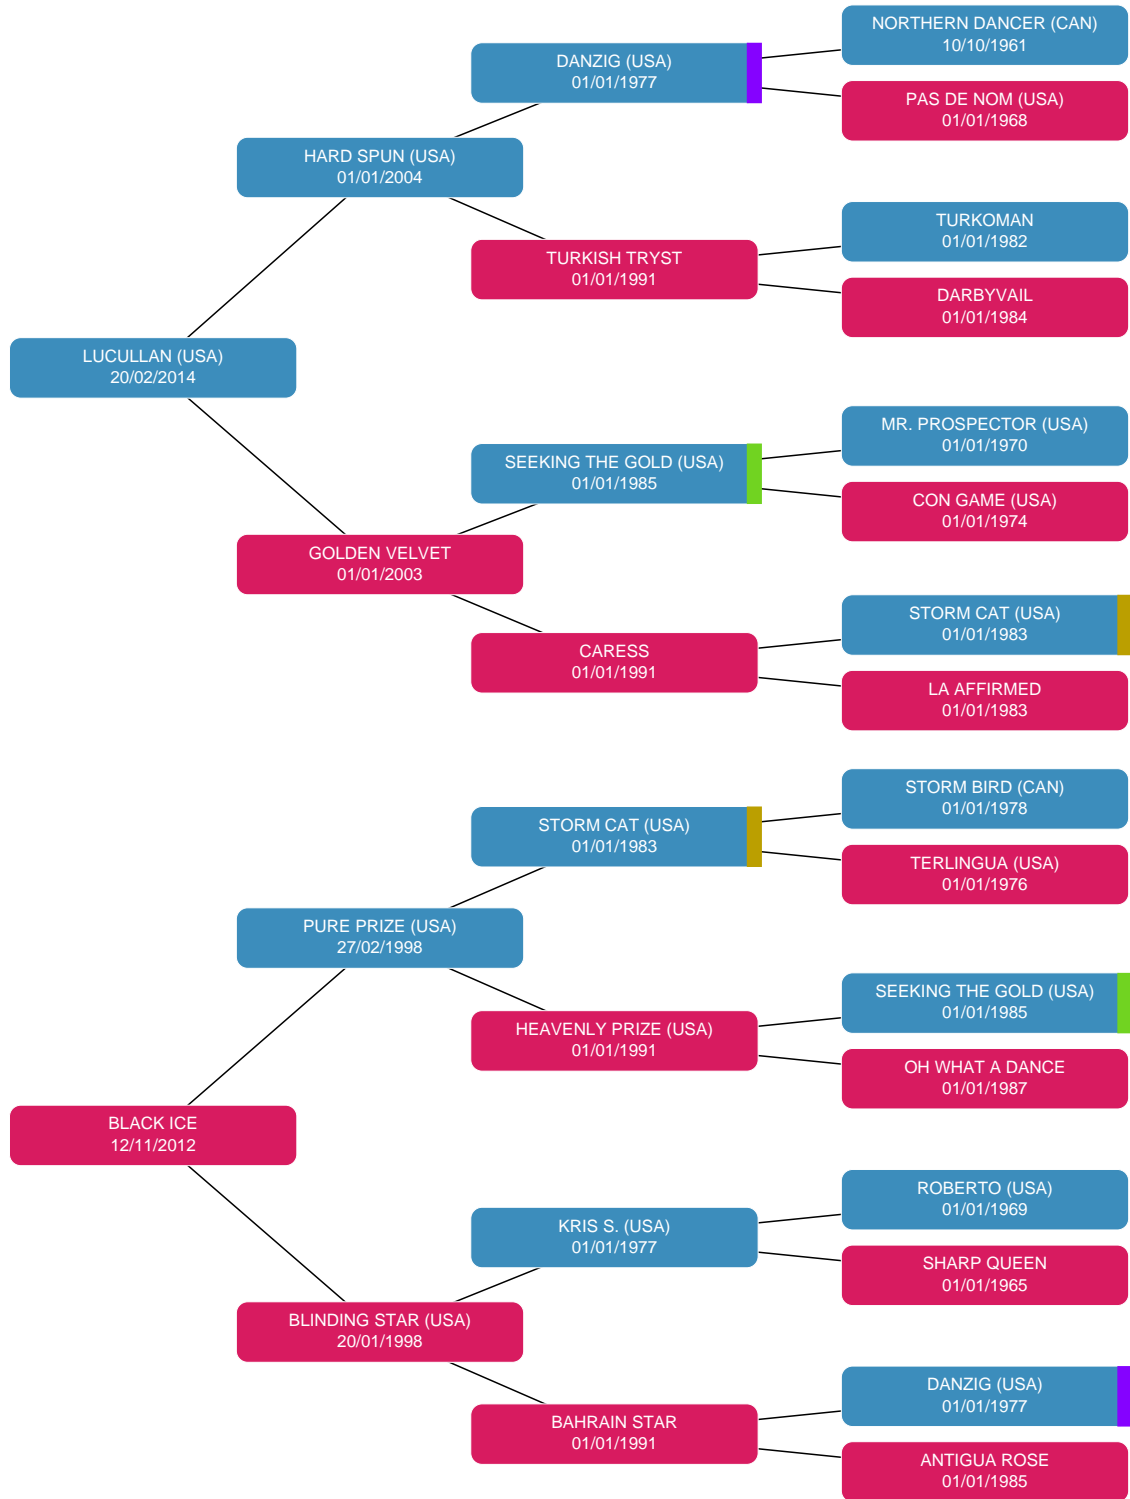 NORTHERN DANCER (CAN)
10/10/1961
DANZIG (USA)
01/01/1977
PAS DE NOM (USA)
01/01/1968
HARD SPUN (USA)
01/01/2004
TURKOMAN
01/01/1982
TURKISH TRYST
01/01/1991
DARBYVAIL
01/01/1984
LUCULLAN (USA)
20/02/2014
MR. PROSPECTOR (USA)
01/01/1970
SEEKING THE GOLD (USA)
01/01/1985
CON GAME (USA)
01/01/1974
GOLDEN VELVET
01/01/2003
STORM CAT (USA)
01/01/1983
CARESS
01/01/1991
LA AFFIRMED
01/01/1983
STORM BIRD (CAN)
01/01/1978
STORM CAT (USA)
01/01/1983
TERLINGUA (USA)
01/01/1976
PURE PRIZE (USA)
27/02/1998
SEEKING THE GOLD (USA)
01/01/1985
HEAVENLY PRIZE (USA)
01/01/1991
OH WHAT A DANCE
01/01/1987
BLACK ICE
12/11/2012
ROBERTO (USA)
01/01/1969
KRIS S. (USA)
01/01/1977
SHARP QUEEN
01/01/1965
BLINDING STAR (USA)
20/01/1998
DANZIG (USA)
01/01/1977
BAHRAIN STAR
01/01/1991
ANTIGUA ROSE
01/01/1985